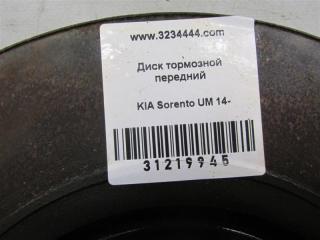 www.3234444.com
Диск тормозной
передний
KIA Sorento UM 14-
31219945